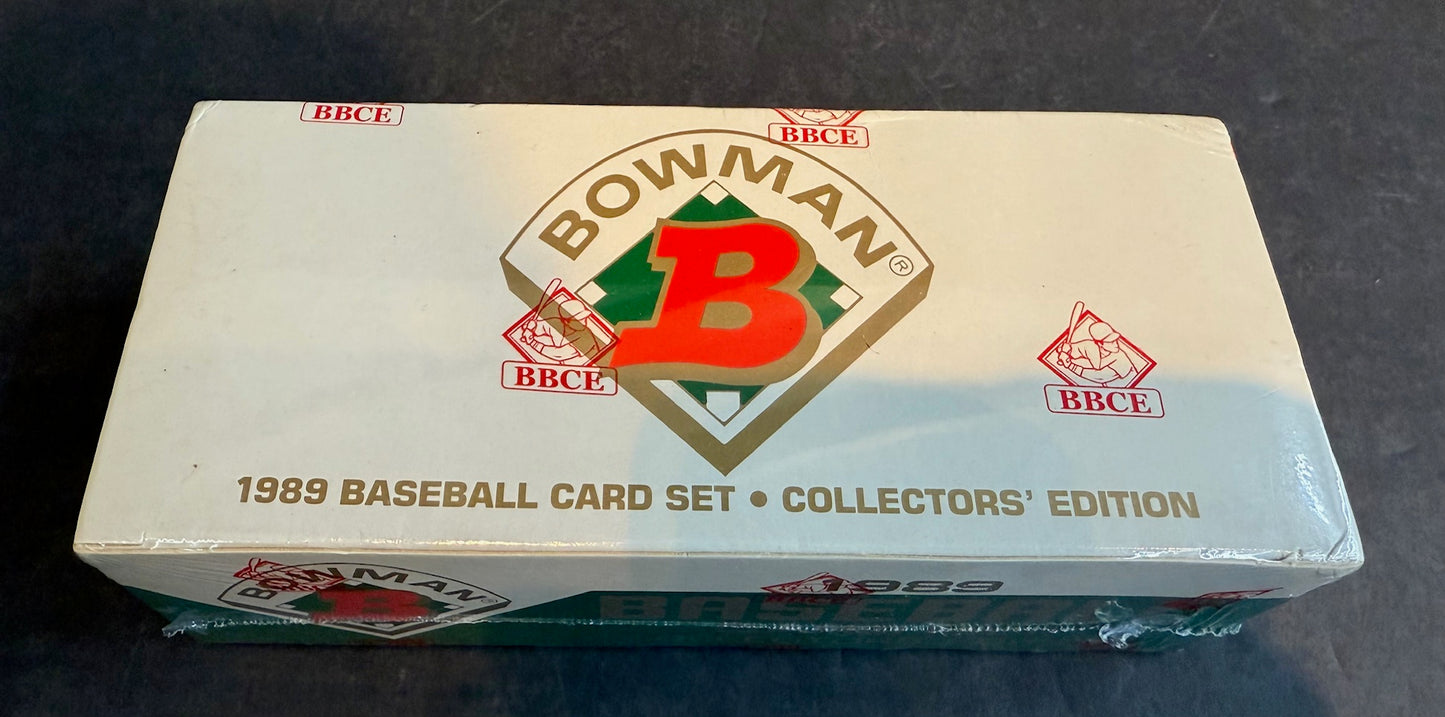 BBCE
BBCE
BOWMAN®
B
BBCE
BBCE
1989 BASEBALL CARD SET • COLLECTORS' EDITION
BOWMAN
B
1989